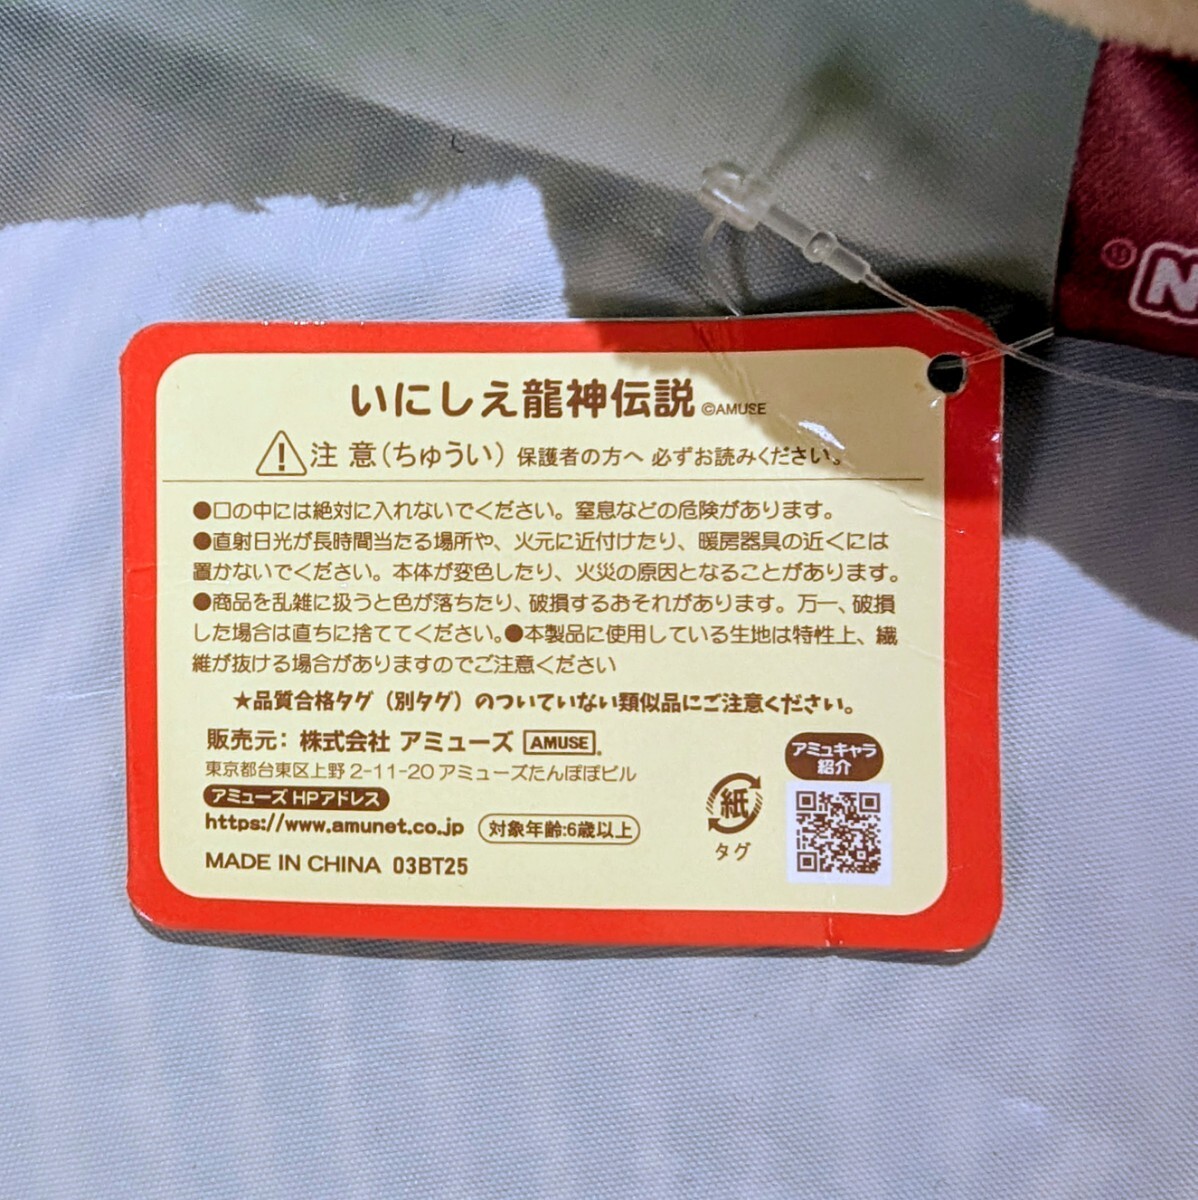 いにしえ龍神伝説 ©AMUSE
注 意(ちゅうい) 保護者の方へ 必ずお読みください。
●口の中には絶対に入れないでください。窒息などの危険があります。
●直射日光が長時間当たる場所や、火元に近付けたり、暖房器具の近くには
置かないでください。本体が変色したり、火災の原因となることがあります。
●商品を乱雑に扱うと色が落ちたり、破損するおそれがあります。万一、破損
した場合は直ちに捨ててください。●本製品に使用している生地は特性上、繊
維が抜ける場合がありますのでご注意ください
★品質合格タグ(別タグ)のついていない類似品にご注意ください。
販売元: 株式会社 アミューズ AMUSE
東京都台東区上野2-11-20アミューズたんぽぽビル
アミューズHPアドレス
https://www.amunet.co.jp 対象年齢:6歳以上
MADE IN CHINA 03BT25
紙
タグ
アミュキャラ
紹介
® N